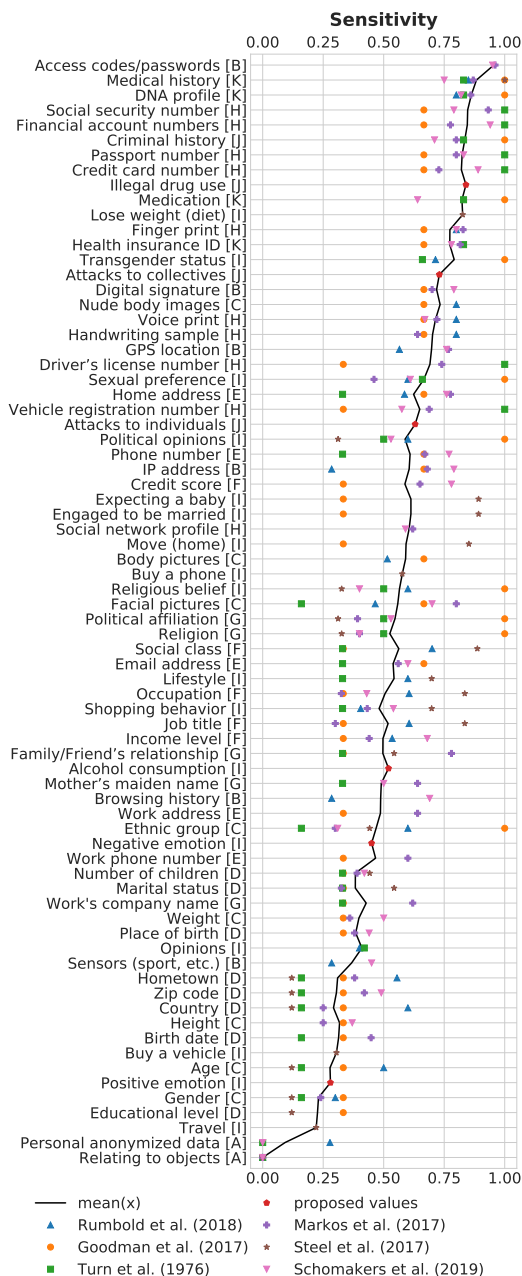 Sensitivity
0.00 0.25 0.50 0.75 1.00
Access codes/passwords [B]
Medical history [K]
DNA profile [K]
Social security number [H]
Financial account numbers [H]
Criminal history [J]
Passport number [H]
Credit card number [H]
Illegal drug use [J]
Medication [K]
Lose weight (diet) [I]
Finger print [H]
Health insurance ID [K]
Transgender status [I]
Attacks to collectives [J]
Digital signature [B]
Nude body images [C]
Voice print [H]
Handwriting sample [H]
GPS location [B]
Driver’s license number [H]
Sexual preference [I]
Home address [E]
Vehicle registration number [H]
Attacks to individuals [J]
Political opinions [I]
Phone number [E]
IP address [B]
Credit score [F]
Expecting a baby [I]
Engaged to be married [I]
Social network profile [H]
Move (home) [I]
Body pictures [C]
Buy a phone [I]
Religious belief [I]
Facial pictures [C]
Political affiliation [G]
Religion [G]
Social class [F]
Email address [E]
Lifestyle [I]
Occupation [F]
Shopping behavior [I]
Job title [F]
Income level [F]
Family/Friend’s relationship [G]
Alcohol consumption [I]
Mother’s maiden name [G]
Browsing history [B]
Work address [E]
Ethnic group [C]
Negative emotion [I]
Work phone number [E]
Number of children [D]
Marital status [D]
Work's company name [G]
Weight [C]
Place of birth [D]
Opinions [I]
Sensors (sport, etc.) [B]
Hometown [D]
Zip code [D]
Country [D]
Height [C]
Birth date [D]
Buy a vehicle [I]
Age [C]
Positive emotion [I]
Gender [C]
Educational level [D]
Travel [I]
Personal anonymized data [A]
Relating to objects [A]
0.00 0.25 0.50 0.75 1.00
mean(x)
Rumbold et al. (2018)
Goodman et al. (2017)
Turn et al. (1976)
proposed values
Markos et al. (2017)
Steel et al. (2017)
Schomakers et al. (2019)